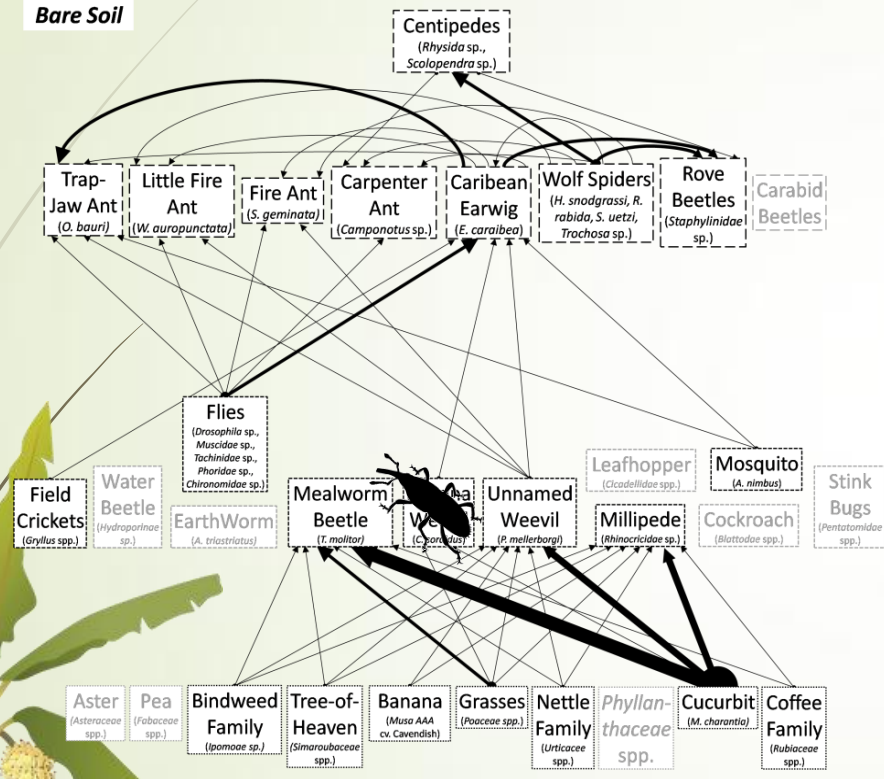 Bare Soil
Centipedes
(Rhysida sp.,
Scolopendra sp.)
Trap-
Jaw Ant
(O. bauri)
Little Fire
Ant
(W. auropunctata)
Fire Ant
(S. geminata)
Carpenter
Ant
(Camponotus sp.)
Caribean
Earwig
(E. caraibea)
Wolf Spiders
(H. snodgrassi, R.
rabida, S. uetzi,
Trochosa sp.)
Rove
Beetles
(Staphylinidae
sp.)
Carabid
Beetles
Flies
(Drosophila sp.,
Muscidae sp.,
Tachinidae sp.,
Phoridae sp.,
Chironomidae sp.)
Field
Crickets
(Gryllus spp.)
Water
Beetle
(Hydroporinae
sp.)
EarthWorm
(A. triastriatus)
Mealworm
Beetle
(T. molitor)
Unnamed
Weevil
(P. mellerborgi)
Leafhopper
(Cicadellidae spp.)
Millipede
(Rhinocricidae sp.)
Mosquito
(A. nimbus)
Cockroach
(Blattodae spp.)
Stink
Bugs
(Pentatomidae
spp.)
Aster
(Asteraceae
spp.)
Pea
(Fabaceae
spp.)
Bindweed
Family
(Ipomoae sp.)
Tree-of-
Heaven
(Simaroubaceae
spp.)
Banana
(Musa AAA
cv. Cavendish)
Grasses
(Poaceae spp.)
Nettle
Family
(Urticacee
spp.)
Phyllan-
thaceae
spp.
Cucurbit
(M. charantia)
Coffee
Family
(Rubiaceae
spp.)